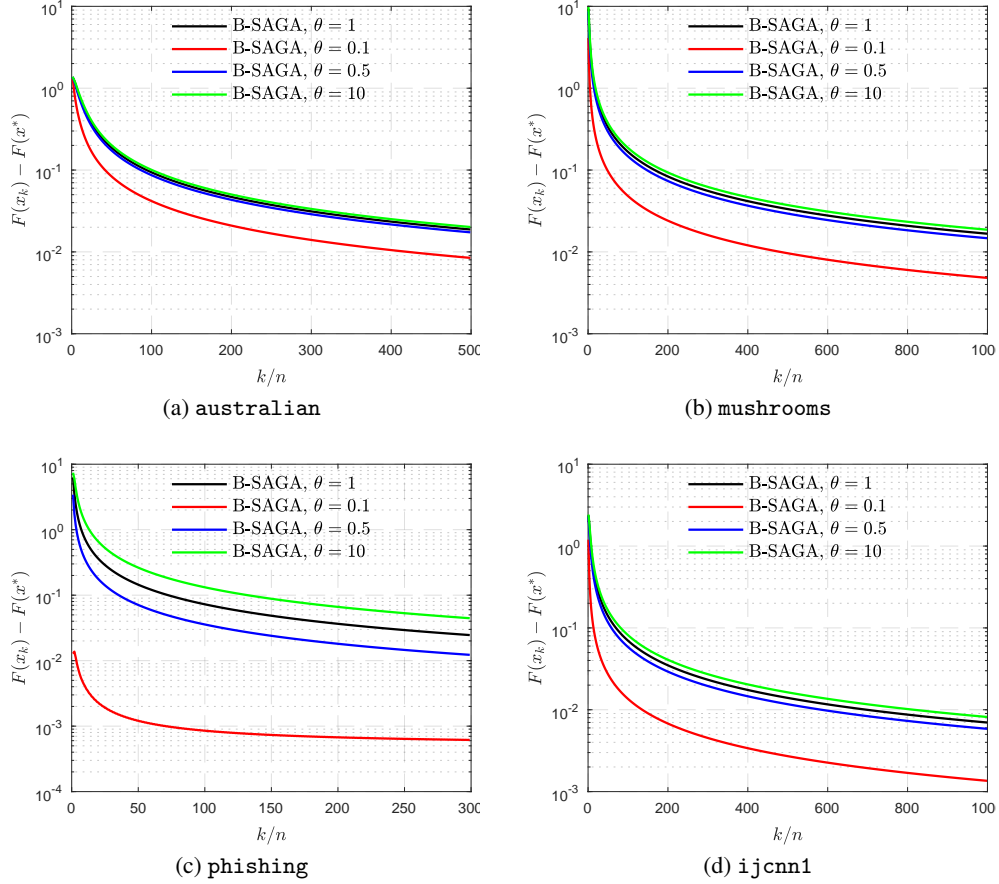 10^1
10^0
10^{-1}
10^{-2}
10^{-3}
F(x_k) − F(x^*)
B-SAGA, θ = 1
B-SAGA, θ = 0.1
B-SAGA, θ = 0.5
B-SAGA, θ = 10
0 100 200 300 400 500
k/n
(a) australian
10^1
10^0
10^{-1}
10^{-2}
10^{-3}
F(x_k) − F(x^*)
B-SAGA, θ = 1
B-SAGA, θ = 0.1
B-SAGA, θ = 0.5
B-SAGA, θ = 10
0 200 400 600 800 100
k/n
(b) mushrooms
10^1
10^0
10^{-1}
10^{-2}
10^{-3}
10^{-4}
F(x_k) − F(x^*)
B-SAGA, θ = 1
B-SAGA, θ = 0.1
B-SAGA, θ = 0.5
B-SAGA, θ = 10
0 50 100 150 200 250 300
k/n
(c) phishing
10^1
10^0
10^{-1}
10^{-2}
10^{-3}
F(x_k) − F(x^*)
B-SAGA, θ = 1
B-SAGA, θ = 0.1
B-SAGA, θ = 0.5
B-SAGA, θ = 10
0 200 400 600 800 100
k/n
(d) ijcnn1